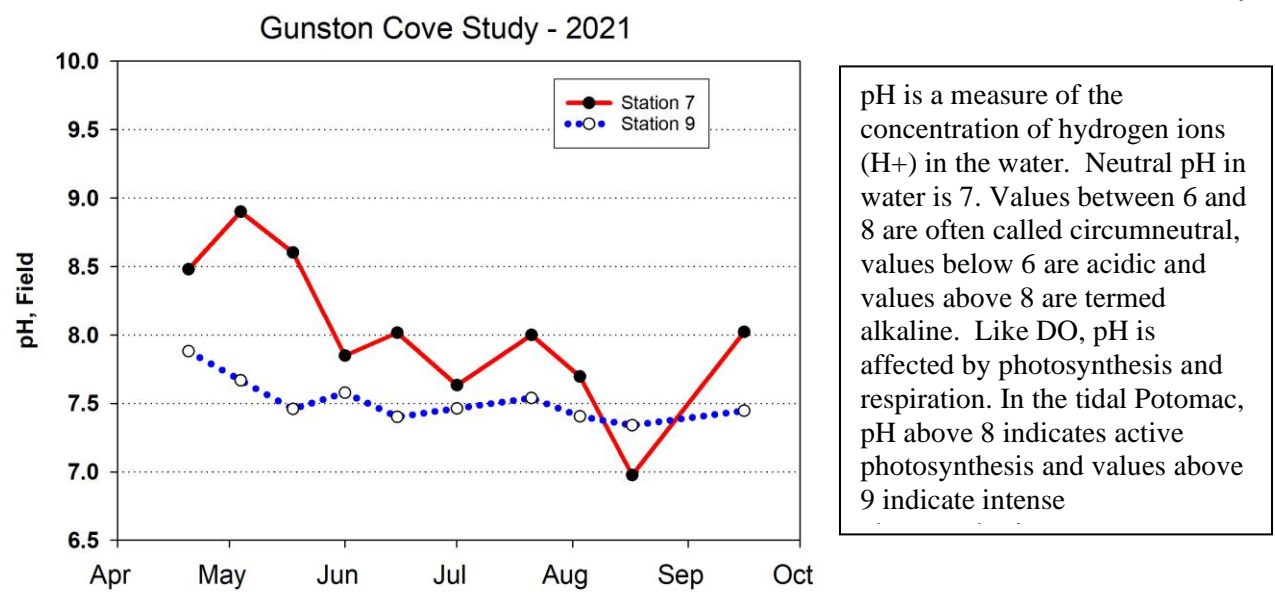 Gunston Cove Study - 2021
10.0
9.5
9.0
8.5
8.0
7.5
7.0
6.5
pH, Field
Station 7
Station 9
Apr May Jun Jul Aug Sep Oct
pH is a measure of the
concentration of hydrogen ions
(H+) in the water.  Neutral pH in
water is 7. Values between 6 and
8 are often called circumneutral,
values below 6 are acidic and
values above 8 are termed
alkaline.  Like DO, pH is
affected by photosynthesis and
respiration. In the tidal Potomac,
pH above 8 indicates active
photosynthesis and values above
9 indicate intense